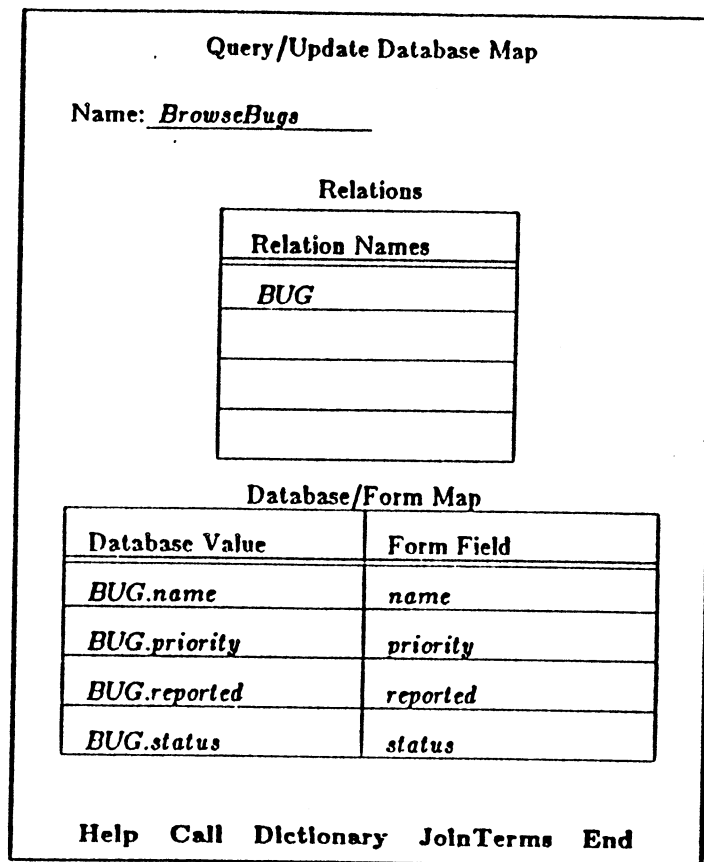 Query/Update Database Map
Name: BrowseBugs
Relations
Relation Names
BUG
Database/Form Map
Database Value Form Field
BUG.name name
BUG.priority priority
BUG.reported reported
BUG.status status
Help Call Dictionary JoinTerms End